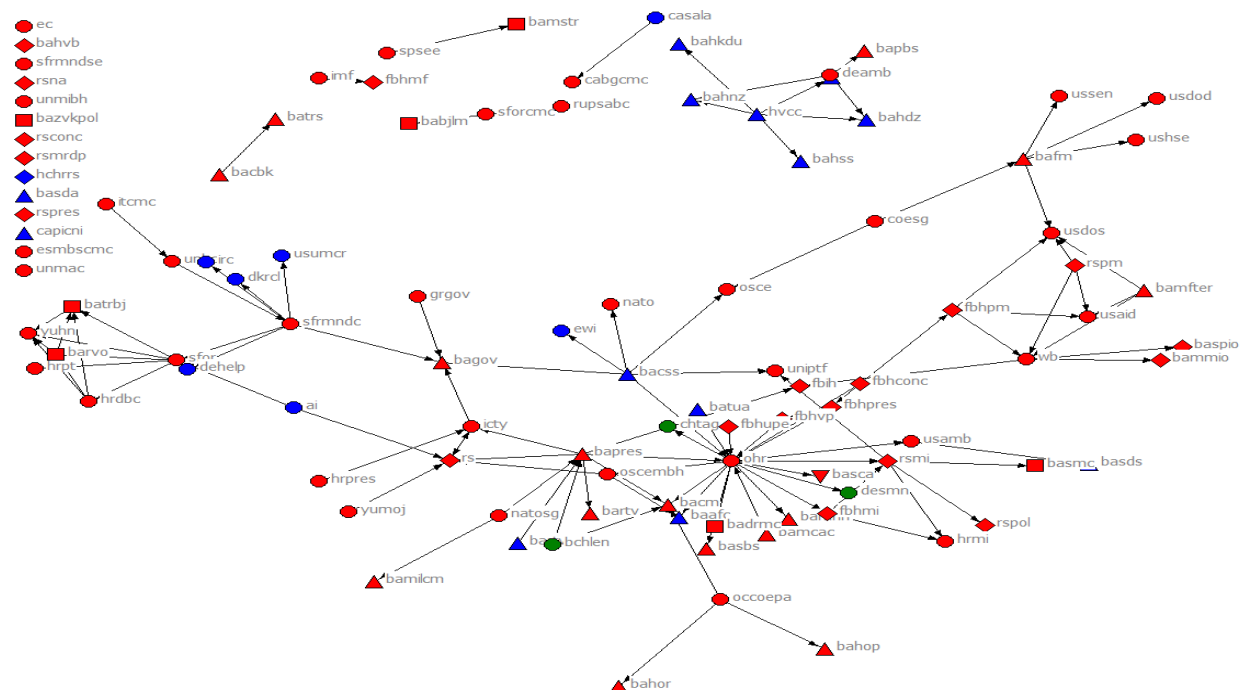 ec
bahvb
sfrmndse
rsna
unmibh
bazvkpol
rsconc
rsmrdp
hchrrs
basda
rspres
capicni
esmbscmc
unmac
bamstr
spsee
imf
fbhmf
casala
cabgcmc
rupsabc
sforcmc
babjlm
batrs
bacbk
bahkdu
bapbs
deamb
bahnz
hvcc
bahdz
bahss
ussen
usdod
ushse
bafm
coesg
usdos
rspm
itcmc
usumcr
dkrcl
osce
bamfter
grgov
nato
fbhpm
usaid
batrbj
sfrmndc
yuhn
ewi
baspio
barvo
sfor
wb
bammio
hrpt
dehelp
bagov
bacss
uniptf
fbih
fbhconc
hrdbc
ai
batua
fbhpres
fbhvp
icty
chtag
fbhupe
usamb
rs
bapres
ohr
rsmi
basmc
basds
hrpres
oscembh
basca
desmn
yumoj
natosg
bartv
bacm
baafc
fbhmi
rspol
badrmc
bamcac
bchlen
basbs
hrmi
bamilcm
occoepa
bahop
bahor